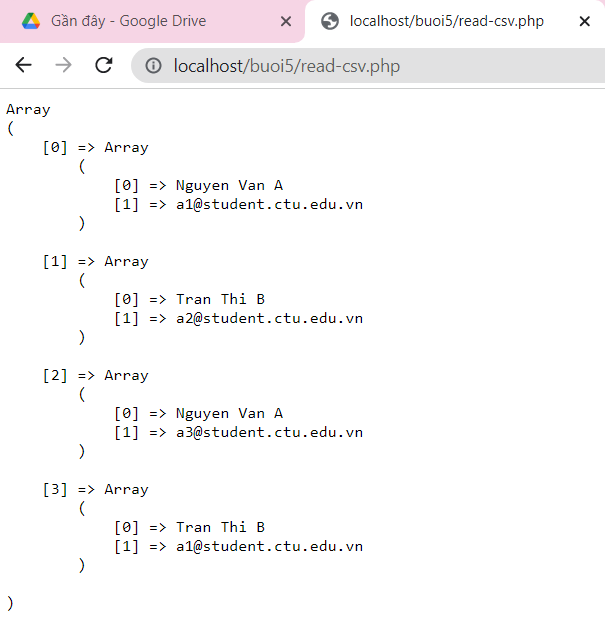 Gần đây - Google Drive
localhost/buoi5/read-csv.php
localhost/buoi5/read-csv.php
Array
(
    [0] => Array
        (
            [0] => Nguyen Van A
            [1] => a1@student.ctu.edu.vn
        )

    [1] => Array
        (
            [0] => Tran Thi B
            [1] => a2@student.ctu.edu.vn
        )

    [2] => Array
        (
            [0] => Nguyen Van A
            [1] => a3@student.ctu.edu.vn
        )

    [3] => Array
        (
            [0] => Tran Thi B
            [1] => a1@student.ctu.edu.vn
        )

)